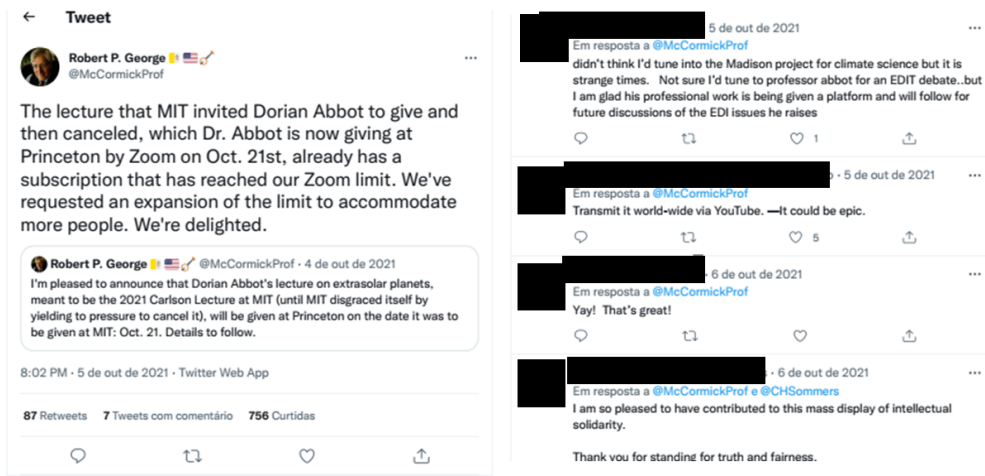 Tweet
Robert P. George
@McCormickProf
The lecture that MIT invited Dorian Abbot to give and
then canceled, which Dr. Abbot is now giving at
Princeton by Zoom on Oct. 21st, already has a
subscription that has reached our Zoom limit. We've
requested an expansion of the limit to accommodate
more people. We're delighted.
Robert P. George @McCormickProf · 4 de out de 2021
I'm pleased to announce that Dorian Abbot's lecture on extrasolar planets,
meant to be the 2021 Carlson Lecture at MIT (until MIT disgraced itself by
yielding to pressure to cancel it), will be given at Princeton on the date it was to
be given at MIT: Oct. 21. Details to follow.
8:02 PM · 5 de out de 2021 · Twitter Web App
87 Retweets 7 Tweets com comentário 756 Curtidas
5 de out de 2021
Em resposta a @McCormickProf
didn't think I'd tune into the Madison project for climate science but it is
strange times. Not sure I'd tune to professor abbot for an EDIT debate..but
I am glad his professional work is being given a platform and will follow for
future discussions of the EDI issues he raises
1
· 5 de out de 2021
Em resposta a @McCormickProf
Transmit it world-wide via YouTube. —It could be epic.
5
· 6 de out de 2021
Em resposta a @McCormickProf
Yay! That's great!
· 6 de out de 2021
Em resposta a @McCormickProf e @CHSommers
I am so pleased to have contributed to this mass display of intellectual
solidarity.
Thank you for standing for truth and fairness.